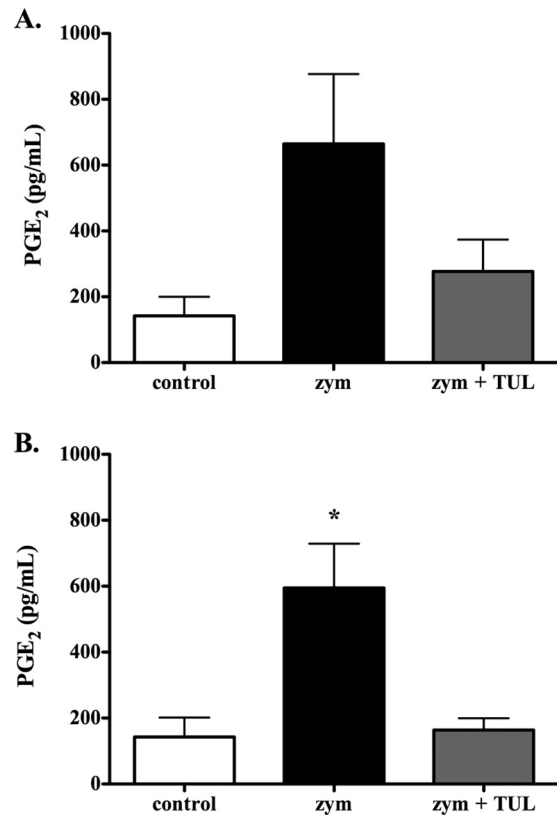 A.
1000
800
600
400
200
0
PGE2 (pg/mL)
control zym zym + TUL
B.
1000
800
600
400
200
0
PGE2 (pg/mL)
*
control zym zym + TUL